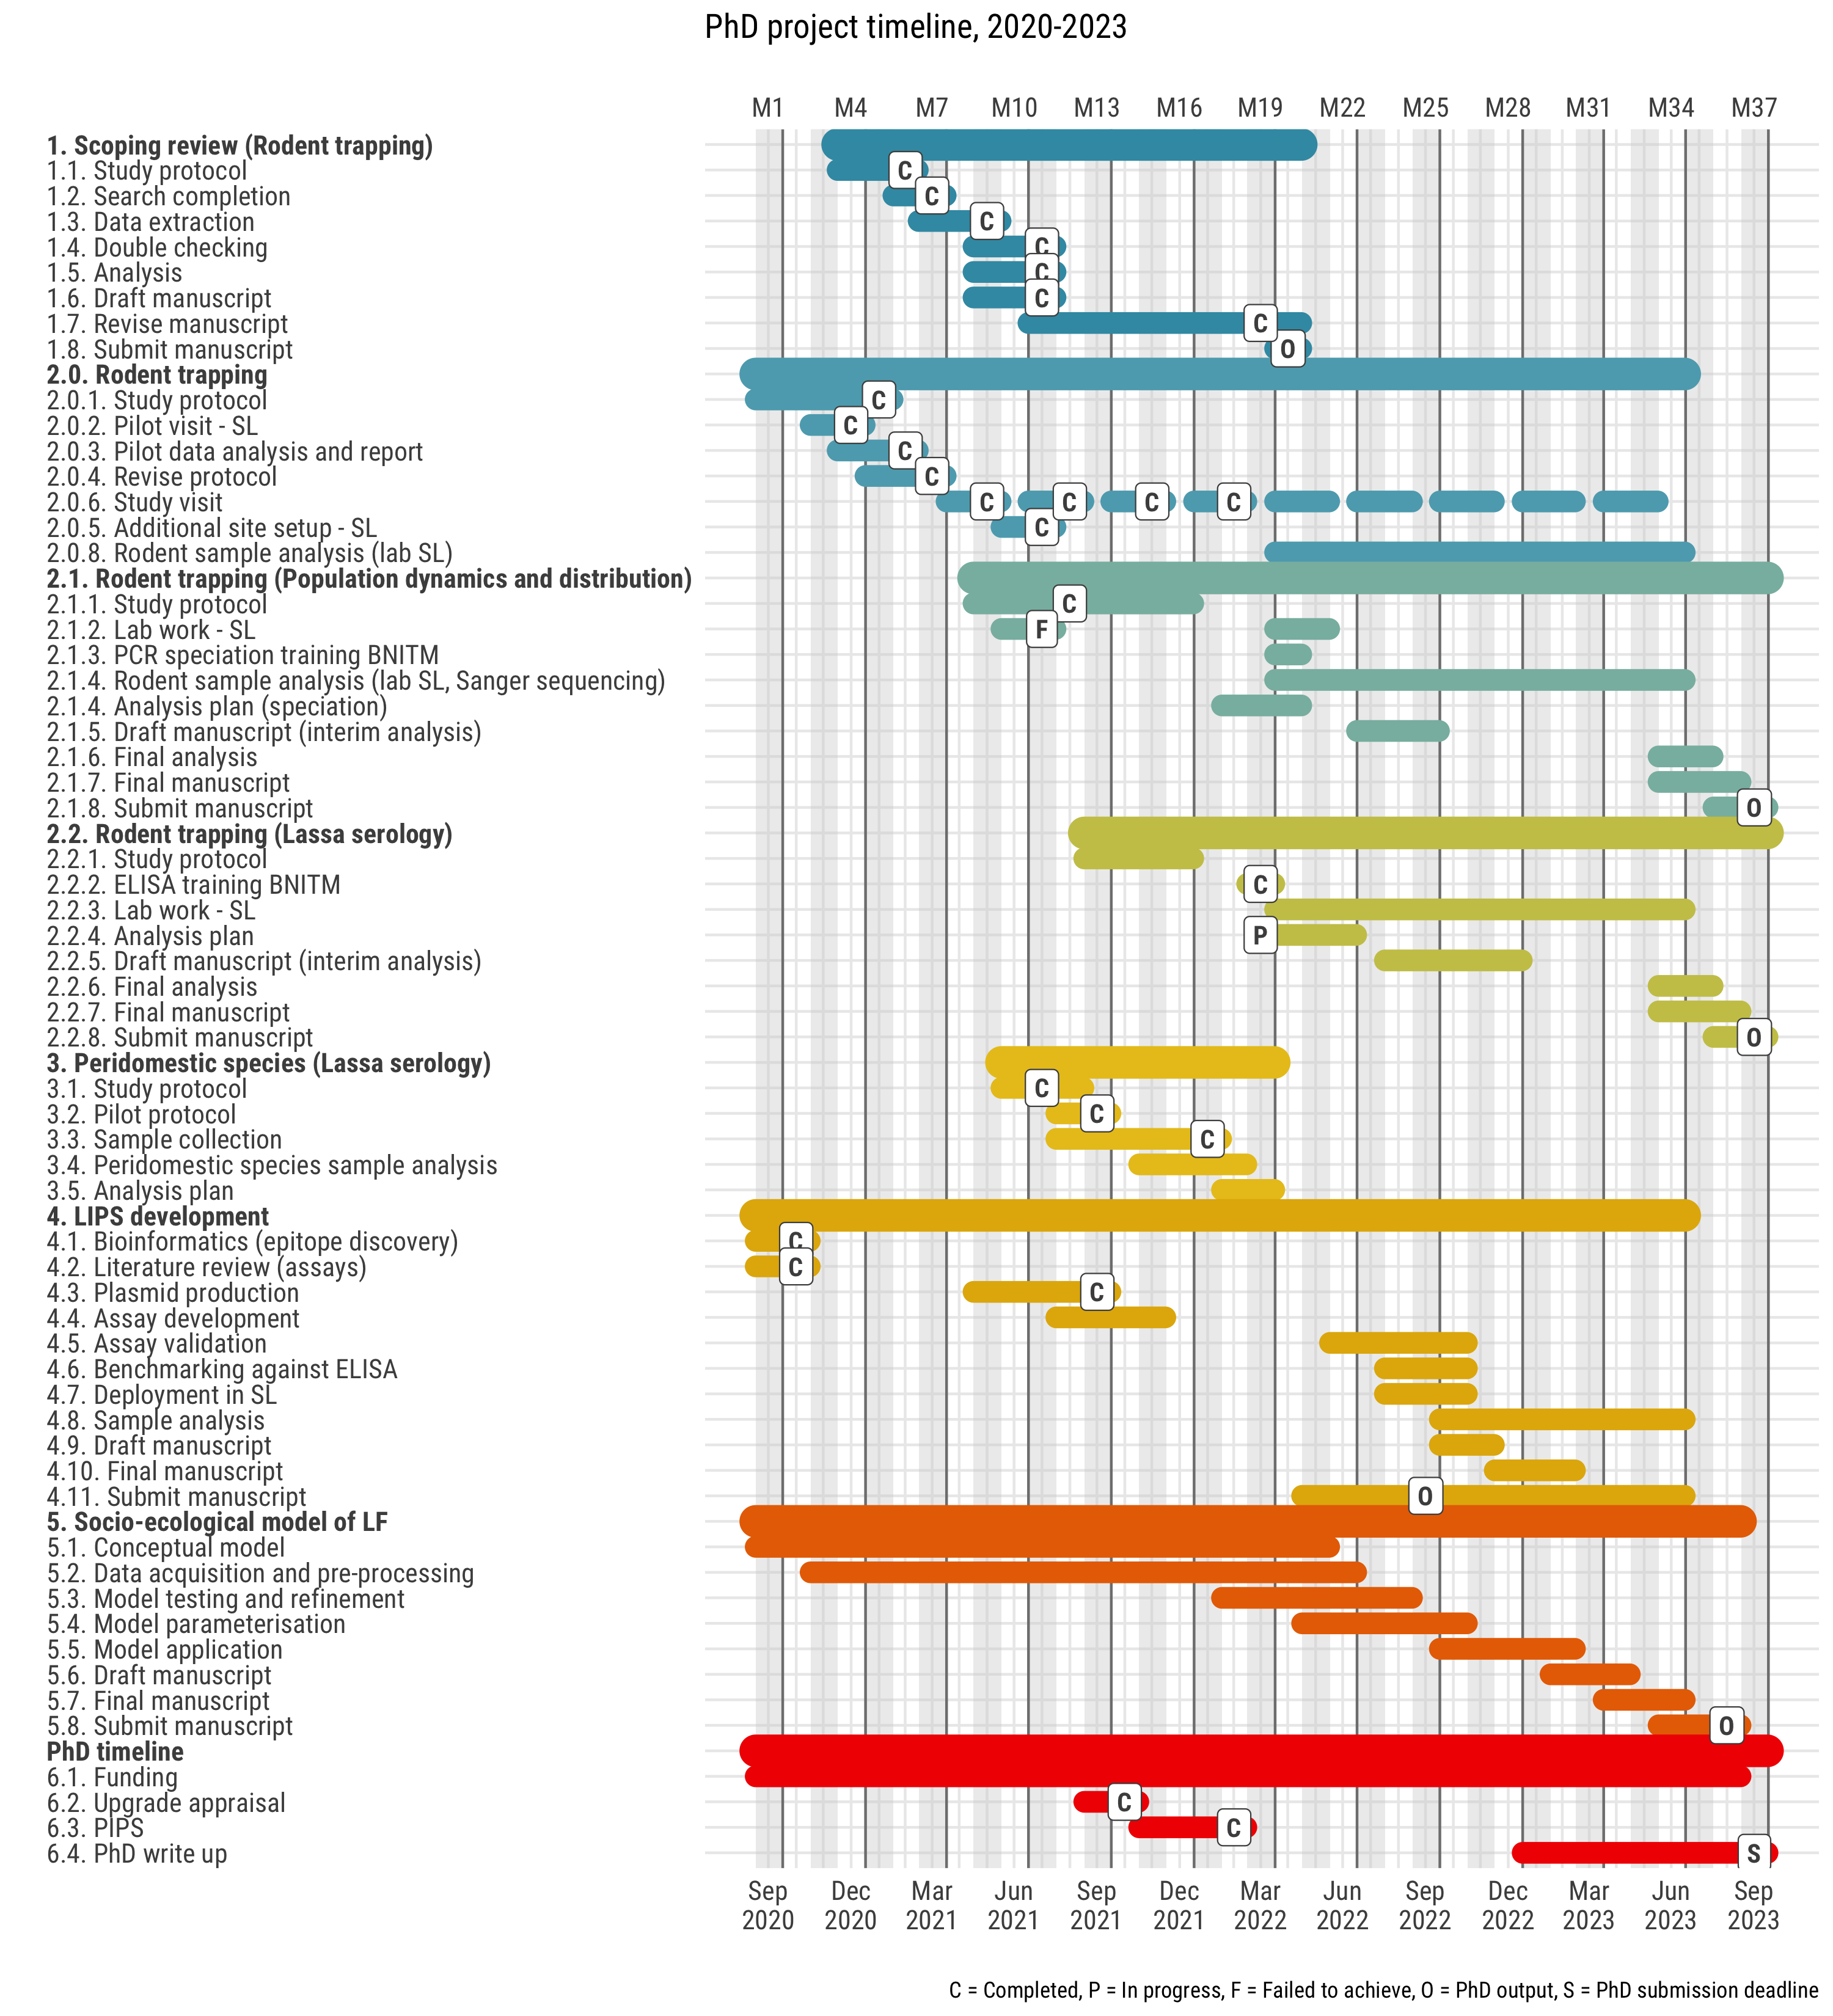 PhD project timeline, 2020-2023
M1 M4 M7 M10 M13 M16 M19 M22 M25 M28 M31 M34 M37
1. Scoping review (Rodent trapping)
1.1. Study protocol C
1.2. Search completion C
1.3. Data extraction C
1.4. Double checking C
1.5. Analysis C
1.6. Draft manuscript C
1.7. Revise manuscript C
1.8. Submit manuscript O
2.0. Rodent trapping
2.0.1. Study protocol C
2.0.2. Pilot visit - SL C
2.0.3. Pilot data analysis and report C
2.0.4. Revise protocol C
2.0.6. Study visit C C C C
2.0.5. Additional site setup - SL C
2.0.8. Rodent sample analysis (lab SL)
2.1. Rodent trapping (Population dynamics and distribution)
2.1.1. Study protocol C
2.1.2. Lab work - SL F
2.1.3. PCR speciation training BNITM
2.1.4. Rodent sample analysis (lab SL, Sanger sequencing)
2.1.4. Analysis plan (speciation)
2.1.5. Draft manuscript (interim analysis)
2.1.6. Final analysis
2.1.7. Final manuscript
2.1.8. Submit manuscript O
2.2. Rodent trapping (Lassa serology)
2.2.1. Study protocol
2.2.2. ELISA training BNITM C
2.2.3. Lab work - SL
2.2.4. Analysis plan P
2.2.5. Draft manuscript (interim analysis)
2.2.6. Final analysis
2.2.7. Final manuscript
2.2.8. Submit manuscript O
3. Peridomestic species (Lassa serology)
3.1. Study protocol C
3.2. Pilot protocol C
3.3. Sample collection C
3.4. Peridomestic species sample analysis
3.5. Analysis plan
4. LIPS development
4.1. Bioinformatics (epitope discovery) C
4.2. Literature review (assays) C
4.3. Plasmid production C
4.4. Assay development
4.5. Assay validation
4.6. Benchmarking against ELISA
4.7. Deployment in SL
4.8. Sample analysis
4.9. Draft manuscript
4.10. Final manuscript
4.11. Submit manuscript O
5. Socio-ecological model of LF
5.1. Conceptual model
5.2. Data acquisition and pre-processing
5.3. Model testing and refinement
5.4. Model parameterisation
5.5. Model application
5.6. Draft manuscript
5.7. Final manuscript
5.8. Submit manuscript O
PhD timeline
6.1. Funding
6.2. Upgrade appraisal C
6.3. PIPS C
6.4. PhD write up S
Sep Dec Mar Jun Sep Dec Mar Jun Sep Dec Mar Jun Sep
2020 2020 2021 2021 2021 2021 2022 2022 2022 2022 2023 2023 2023
C = Completed, P = In progress, F = Failed to achieve, O = PhD output, S = PhD submission deadline